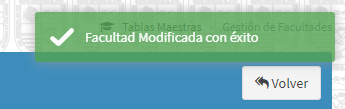 Tablas Maestras Gestión de Facultades
Facultad Modificada con éxito
Volver